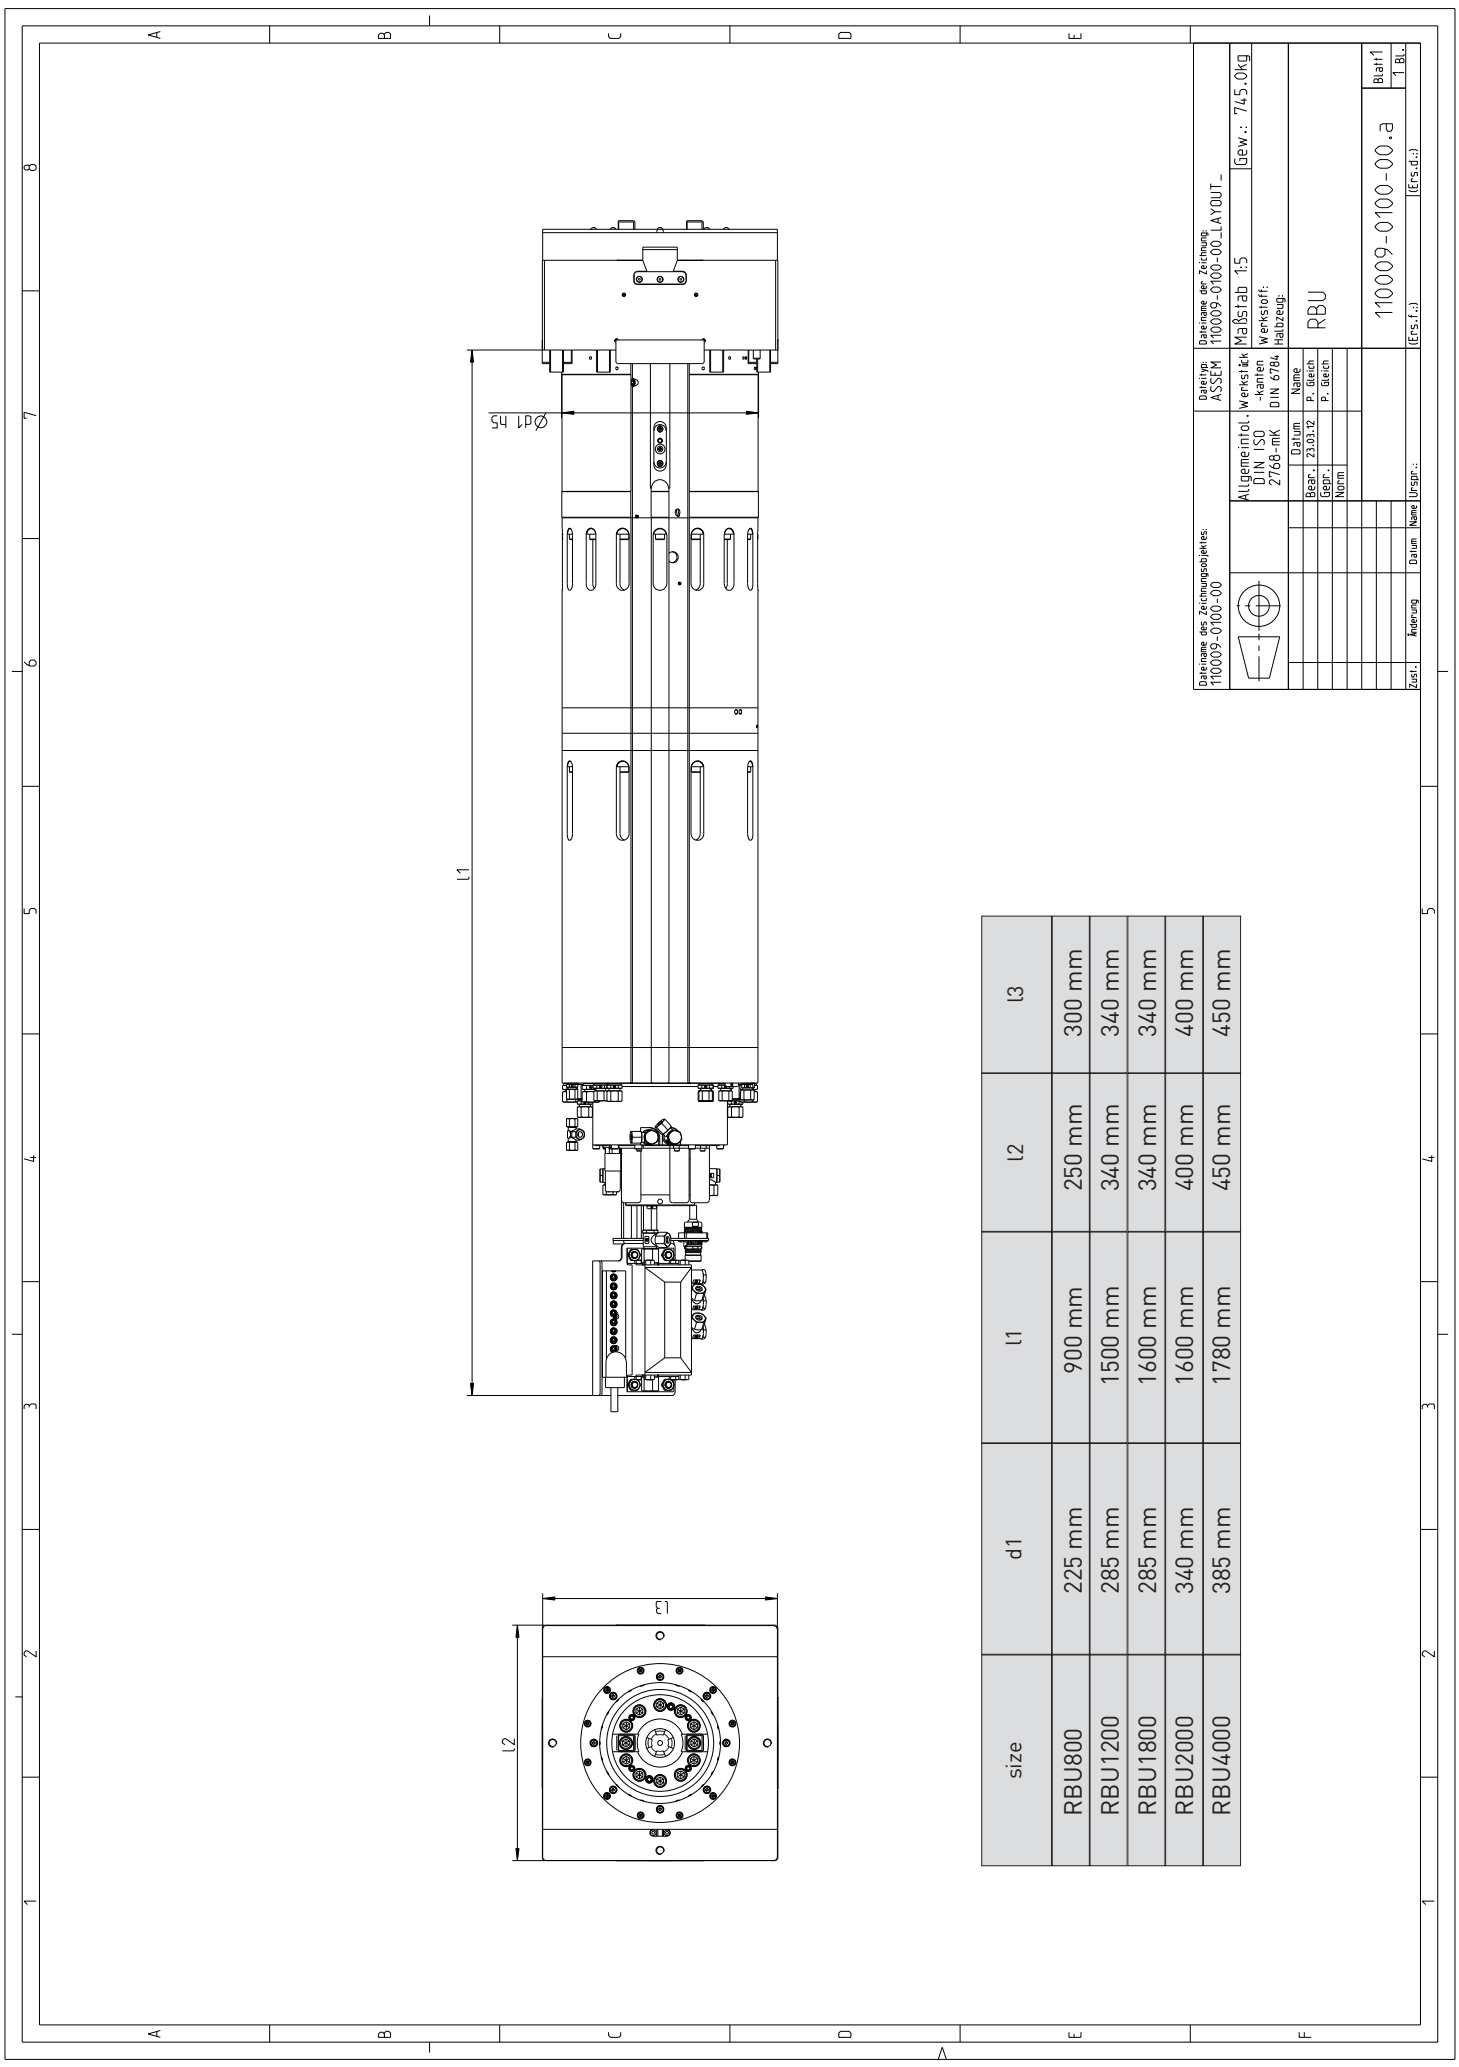 1 2 3 4 5 6 7 8
A
B
C
D
E
l2
l3
l1
Ød1 h5
size d1 l1 l2 l3
RBU800 225 mm 900 mm 250 mm 300 mm
RBU1200 285 mm 1500 mm 340 mm 340 mm
RBU1800 285 mm 1600 mm 340 mm 340 mm
RBU2000 340 mm 1600 mm 400 mm 400 mm
RBU4000 385 mm 1780 mm 450 mm 450 mm
Dateiname des Zeichnungsobjektes:
110009-0100-00
Dateityp:
ASSEM
Dateiname der Zeichnung:
110009-0100-00_LAYOUT_
Allgemeintol.
DIN ISO
2768-mK
Werkstück
-kanten
DIN 6784
Maßstab 1:5
Gew.: 745.0kg
Werkstoff:
Halbzeug:
Datum Name
Bear. 23.03.12 P. Gleich
Gepr. P. Gleich
Norm
RBU
110009-0100-00.a
Blatt1
1 Bl.
Zust. Änderung Datum Name Urspr.: (Ers.f.:) (Ers.d.:)
A
B
C
D
E
F
1 2 3 4 5